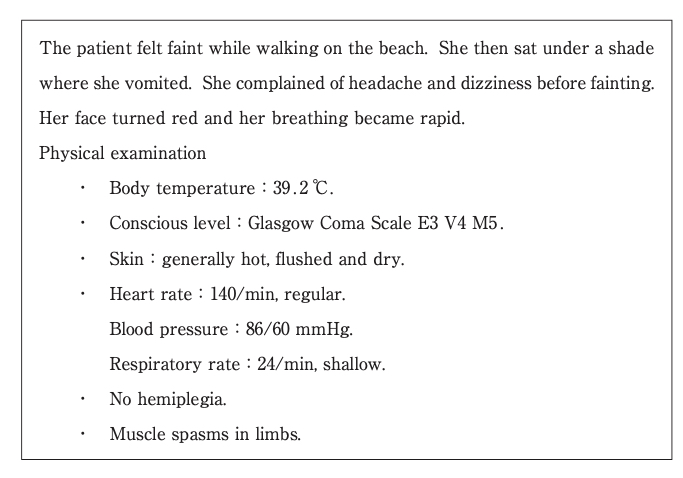 The patient felt faint while walking on the beach. She then sat under a shade
where she vomited. She complained of headache and dizziness before fainting.
Her face turned red and her breathing became rapid.
Physical examination
・ Body temperature：39.2 ℃.
・ Conscious level：Glasgow Coma Scale E3 V4 M5.
・ Skin：generally hot, flushed and dry.
・ Heart rate：140/min, regular.
Blood pressure：86/60 mmHg.
Respiratory rate：24/min, shallow.
・ No hemiplegia.
・ Muscle spasms in limbs.